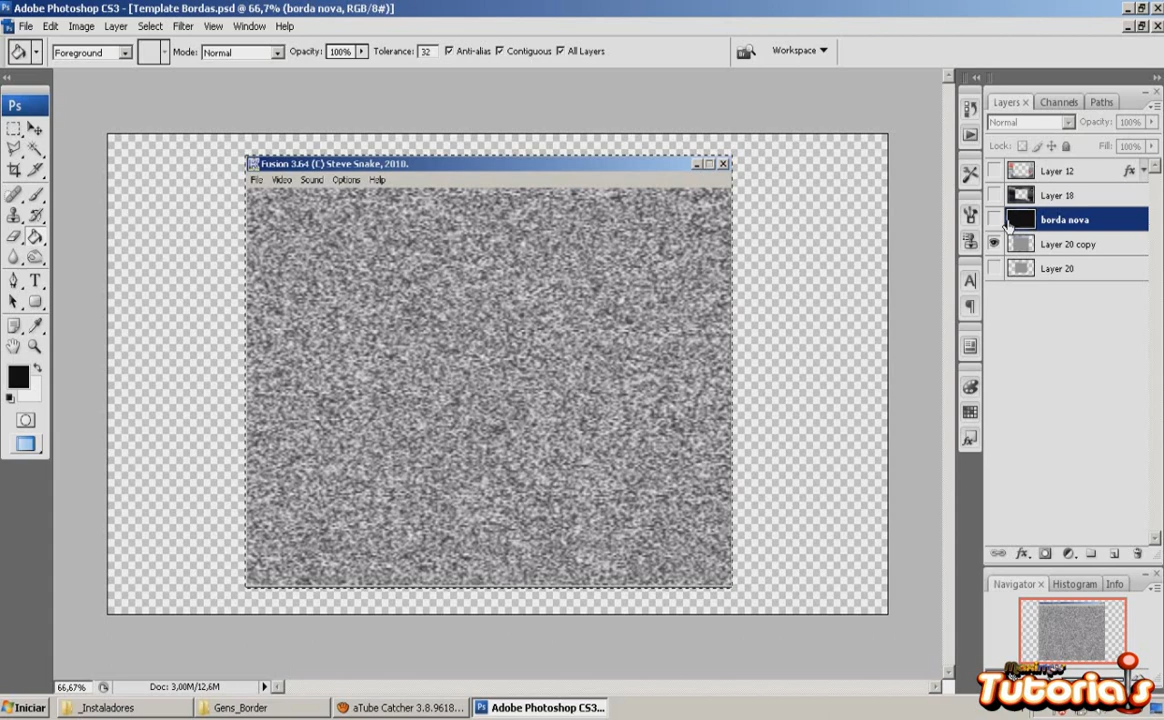 Adobe Photoshop CS3 - [Template Bordas.psd @ 66,7% (borda nova, RGB/8#)]
File Edit Image Layer Select Filter View Window Help
Foreground Mode: Normal Opacity: 100% Tolerance: 32 Anti-alias Contiguous All Layers Workspace
Ps
Layers × Channels Paths
Normal Opacity: 100%
Lock: Fill: 100%
Fusion 3.64 (C) Steve Snake, 2010.
File Video Sound Options Help
Layer 12 fx
Layer 18
borda nova
Layer 20 copy
Layer 20
Navigator × Histogram Info
66,67% Doc: 3,00M/12,6M
Tutoria's
Iniciar _Instaladores Gens_Border aTube Catcher 3.8.9618... Adobe Photoshop CS3...